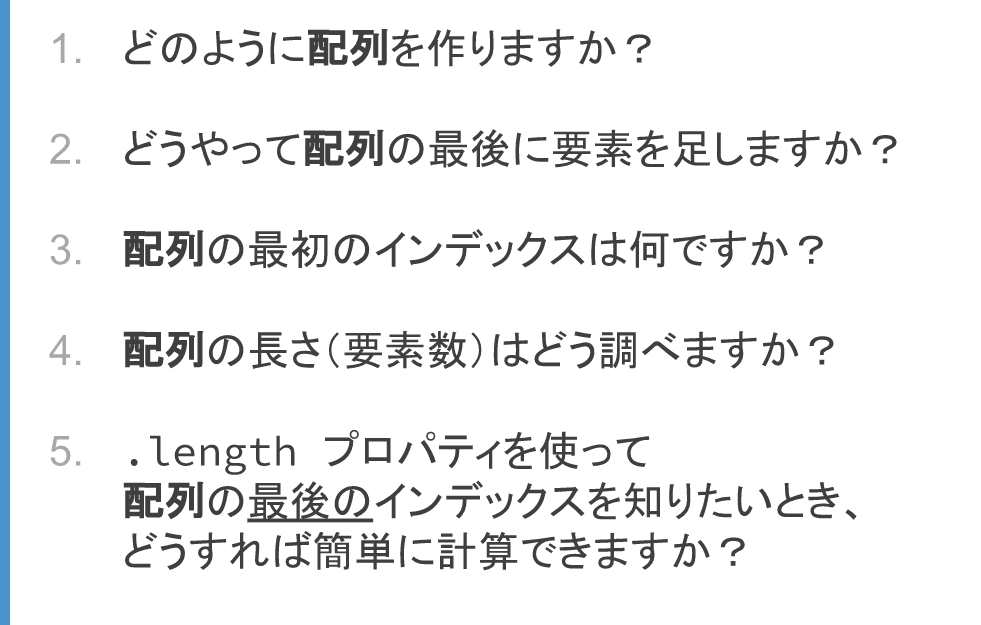 1. どのように配列を作りますか？
2. どうやって配列の最後に要素を足しますか？
3. 配列の最初のインデックスは何ですか？
4. 配列の長さ（要素数）はどう調べますか？
5. .length プロパティを使って
配列の最後のインデックスを知りたいとき、
どうすれば簡単に計算できますか？